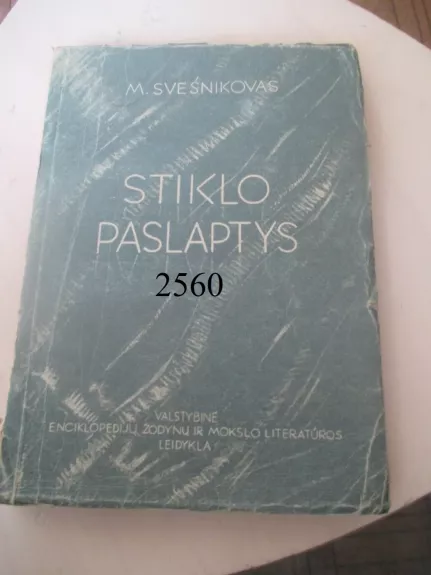 M. SVEŠNIKOVAS
STIKLO
PASLAPTYS
2560
VALSTYBINĖ
ENCIKLOPEDIJŲ, ŽODYNŲ IR MOKSLO LITERATŪROS
LEIDYKLA